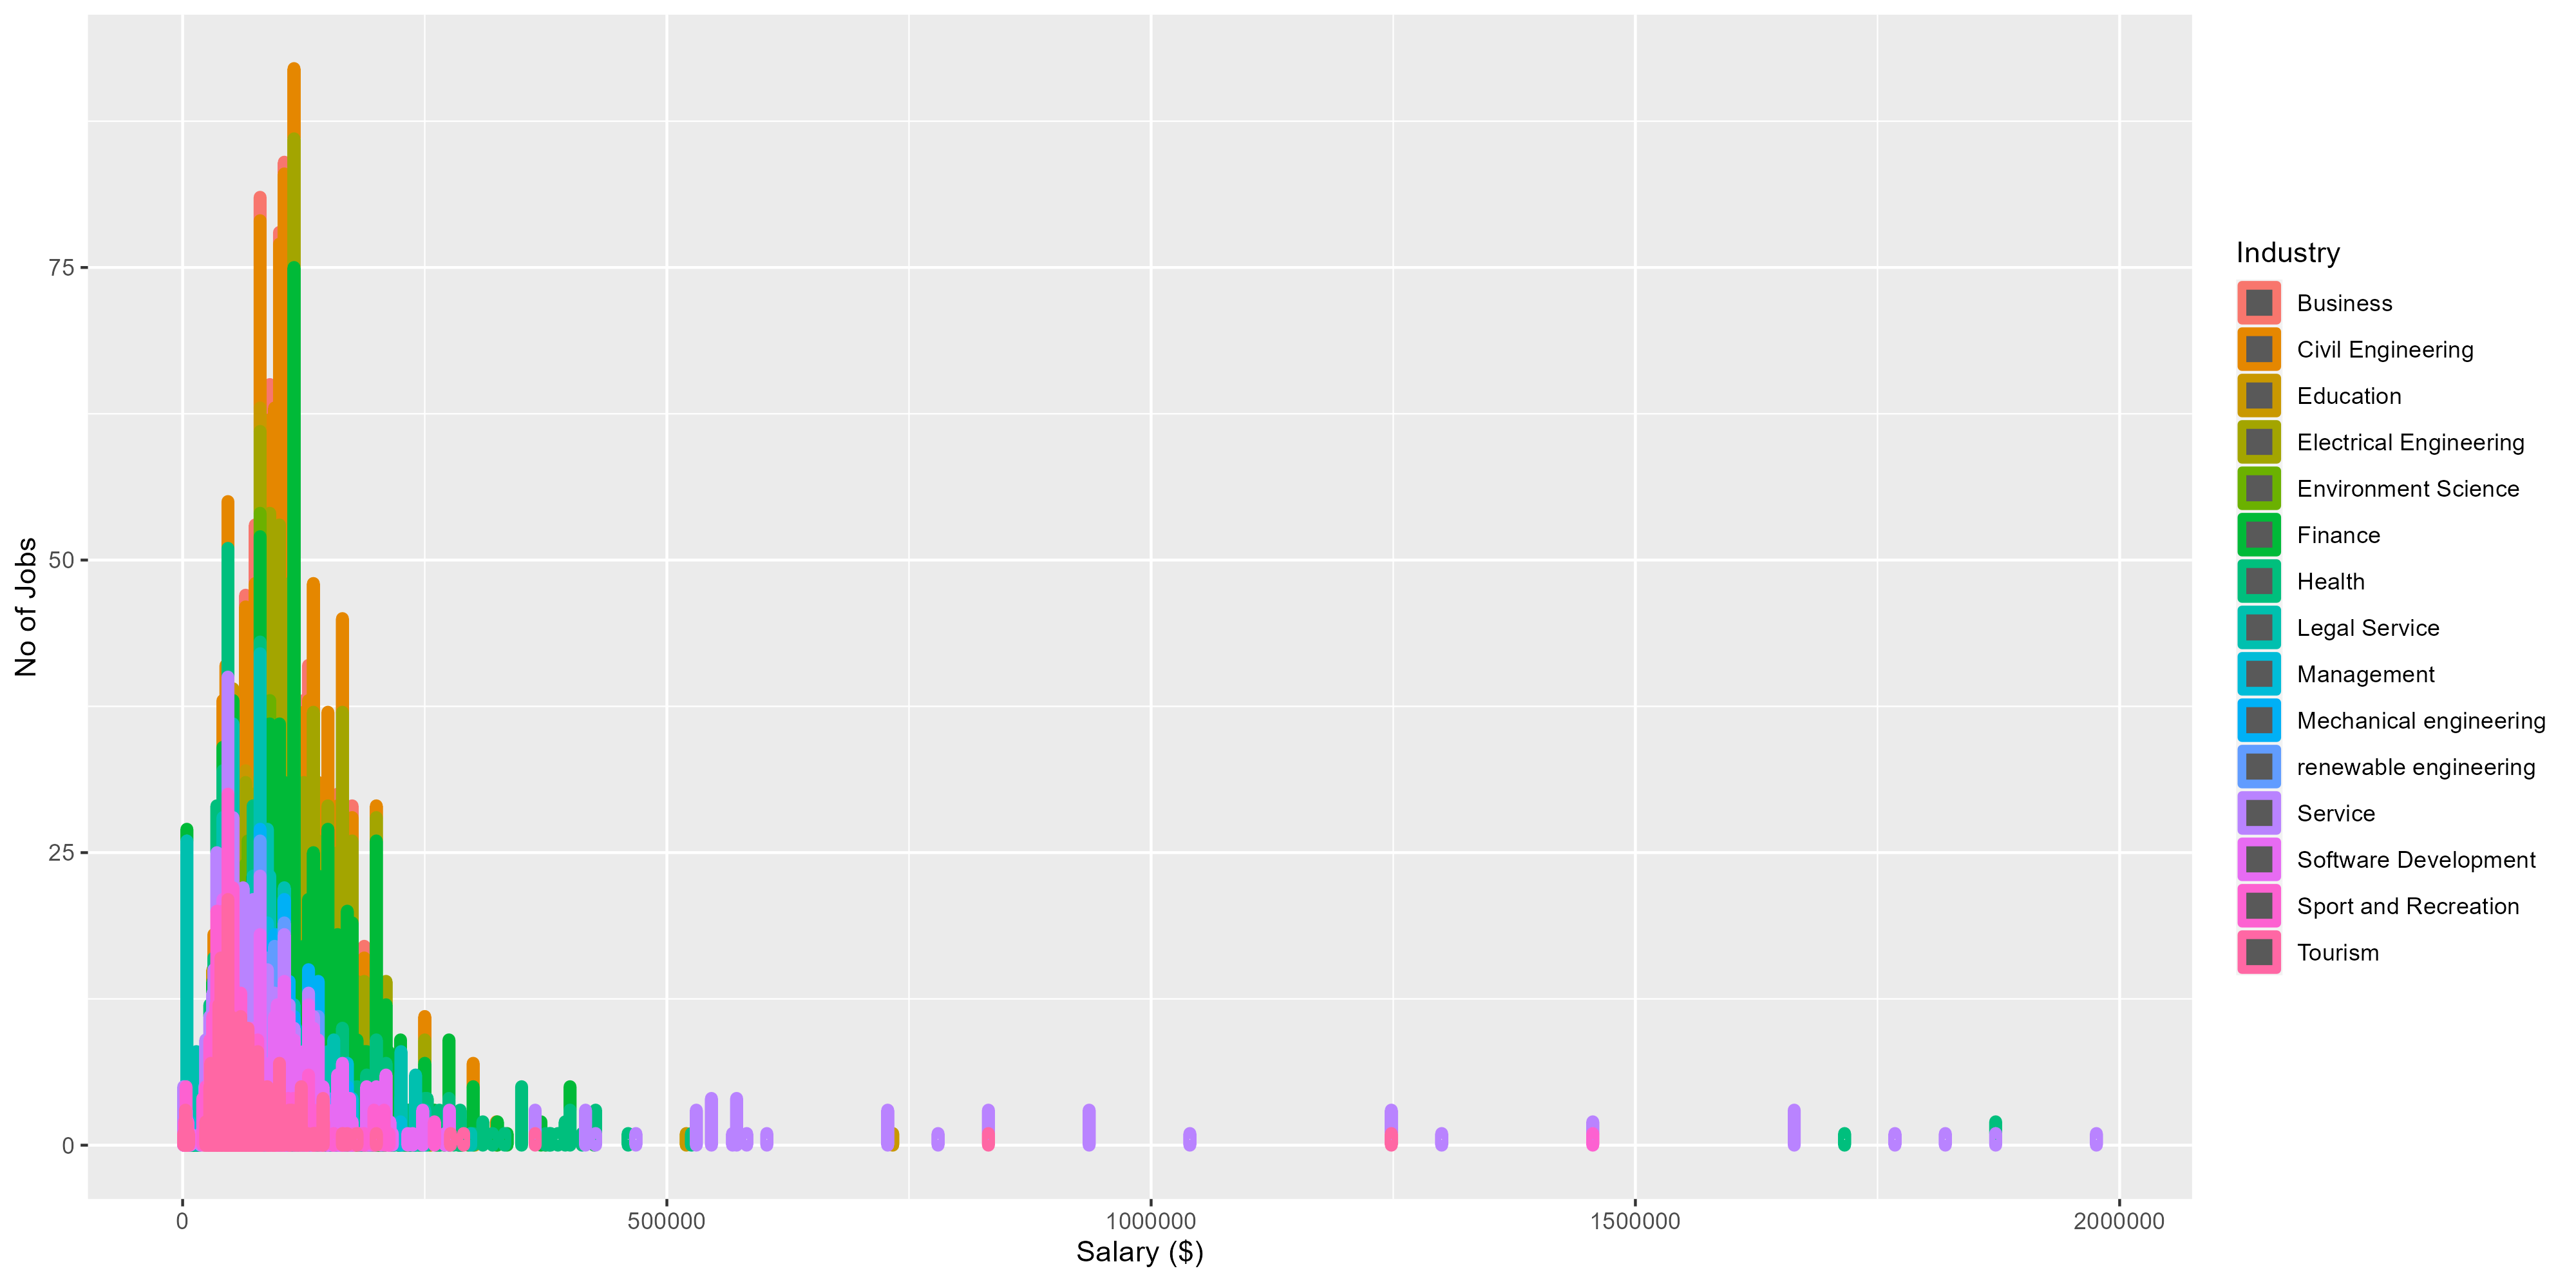 No of Jobs
75
50
25
0
0 500000 1000000 1500000 2000000
Salary ($)
Industry
Business
Civil Engineering
Education
Electrical Engineering
Environment Science
Finance
Health
Legal Service
Management
Mechanical engineering
renewable engineering
Service
Software Development
Sport and Recreation
Tourism